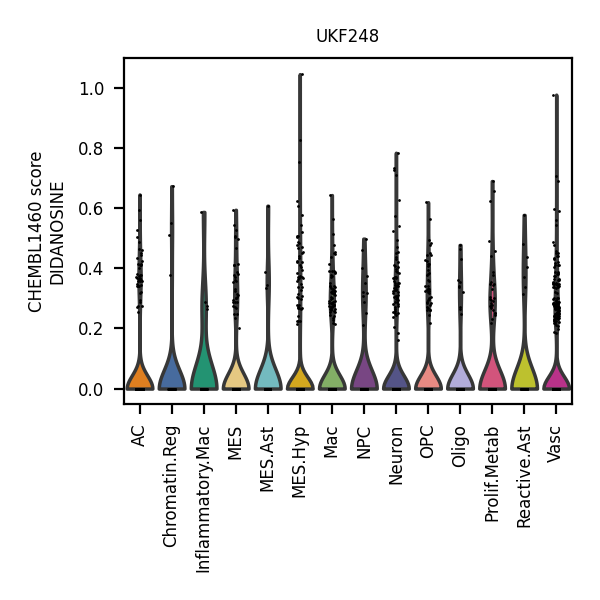 UKF248
CHEMBL1460 score
DIDANOSINE
1.0
0.8
0.6
0.4
0.2
0.0
AC
Chromatin.Reg
Inflammatory.Mac
MES
MES.Ast
MES.Hyp
Mac
NPC
Neuron
OPC
Oligo
Prolif.Metab
Reactive.Ast
Vasc